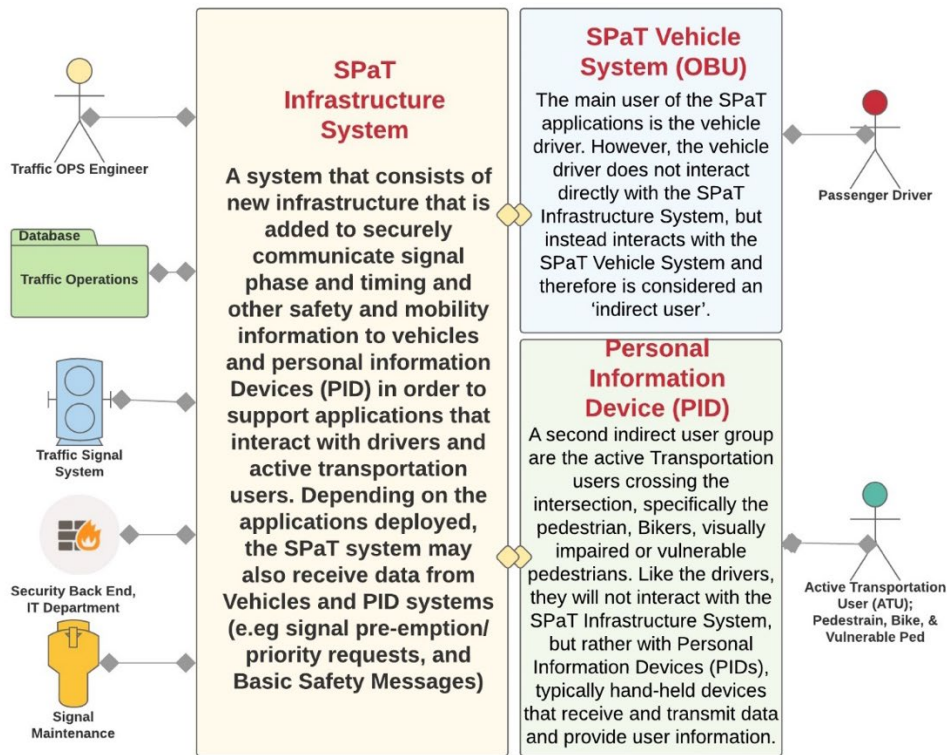 Traffic OPS Engineer
Database
Traffic Operations
Traffic Signal
System
Security Back End,
IT Department
Signal
Maintenance
SPaT
Infrastructure
System
A system that consists of
new infrastructure that is
added to securely
communicate signal
phase and timing and
other safety and mobility
information to vehicles
and personal information
Devices (PID) in order to
support applications that
interact with drivers and
active transportation
users. Depending on the
applications deployed,
the SPaT system may
also receive data from
Vehicles and PID systems
(e.eg signal pre-emption/
priority requests, and
Basic Safety Messages)
SPaT Vehicle
System (OBU)
The main user of the SPaT
applications is the vehicle
driver. However, the vehicle
driver does not interact
directly with the SPaT
Infrastructure System, but
instead interacts with the
SPaT Vehicle System and
therefore is considered an
‘indirect user’.
Personal
Information
Device (PID)
A second indirect user group
are the active Transportation
users crossing the
intersection, specifically the
pedestrian, Bikers, visually
impaired or vulnerable
pedestrians. Like the drivers,
they will not interact with the
SPaT Infrastructure System,
but rather with Personal
Information Devices (PIDs),
typically hand-held devices
that receive and transmit data
and provide user information.
Passenger Driver
Active Transportation
User (ATU);
Pedestrain, Bike, &
Vulnerable Ped